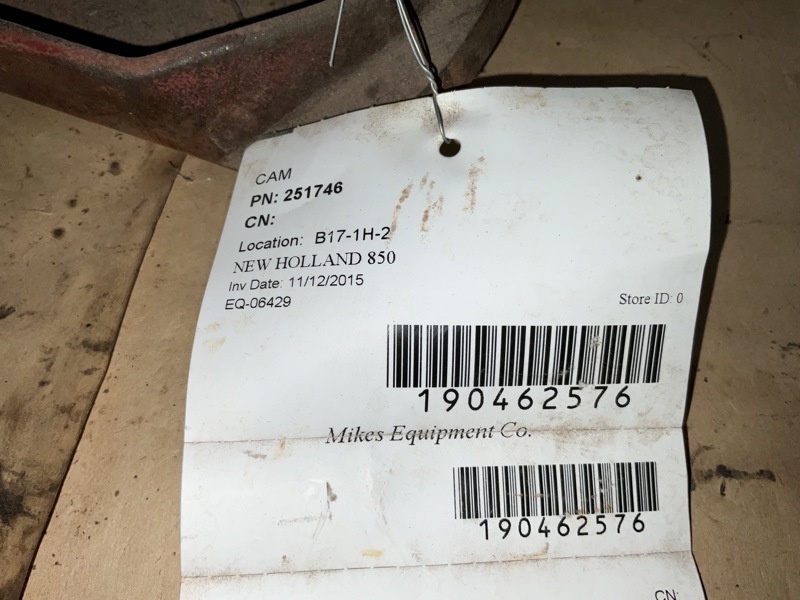 CAM
PN: 251746
CN:
Location: B17-1H-2
NEW HOLLAND 850
Inv Date: 11/12/2015
EQ-06429
Store ID: 0
190462576
Mikes Equipment Co.
190462576
CN: